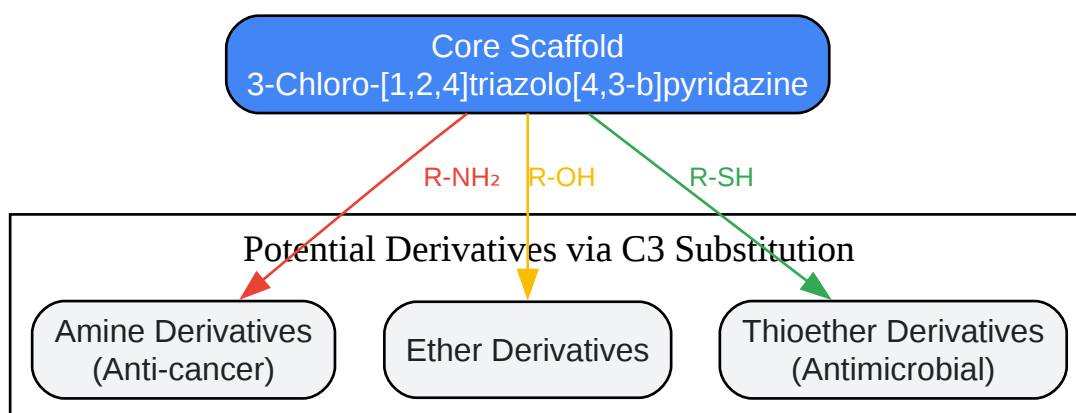 Core Scaffold
3-Chloro-[1,2,4]triazolo[4,3-b]pyridazine
R-NH₂
R-OH
R-SH
Potential Derivatives via C3 Substitution
Amine Derivatives
(Anti-cancer)
Ether Derivatives
Thioether Derivatives
(Antimicrobial)